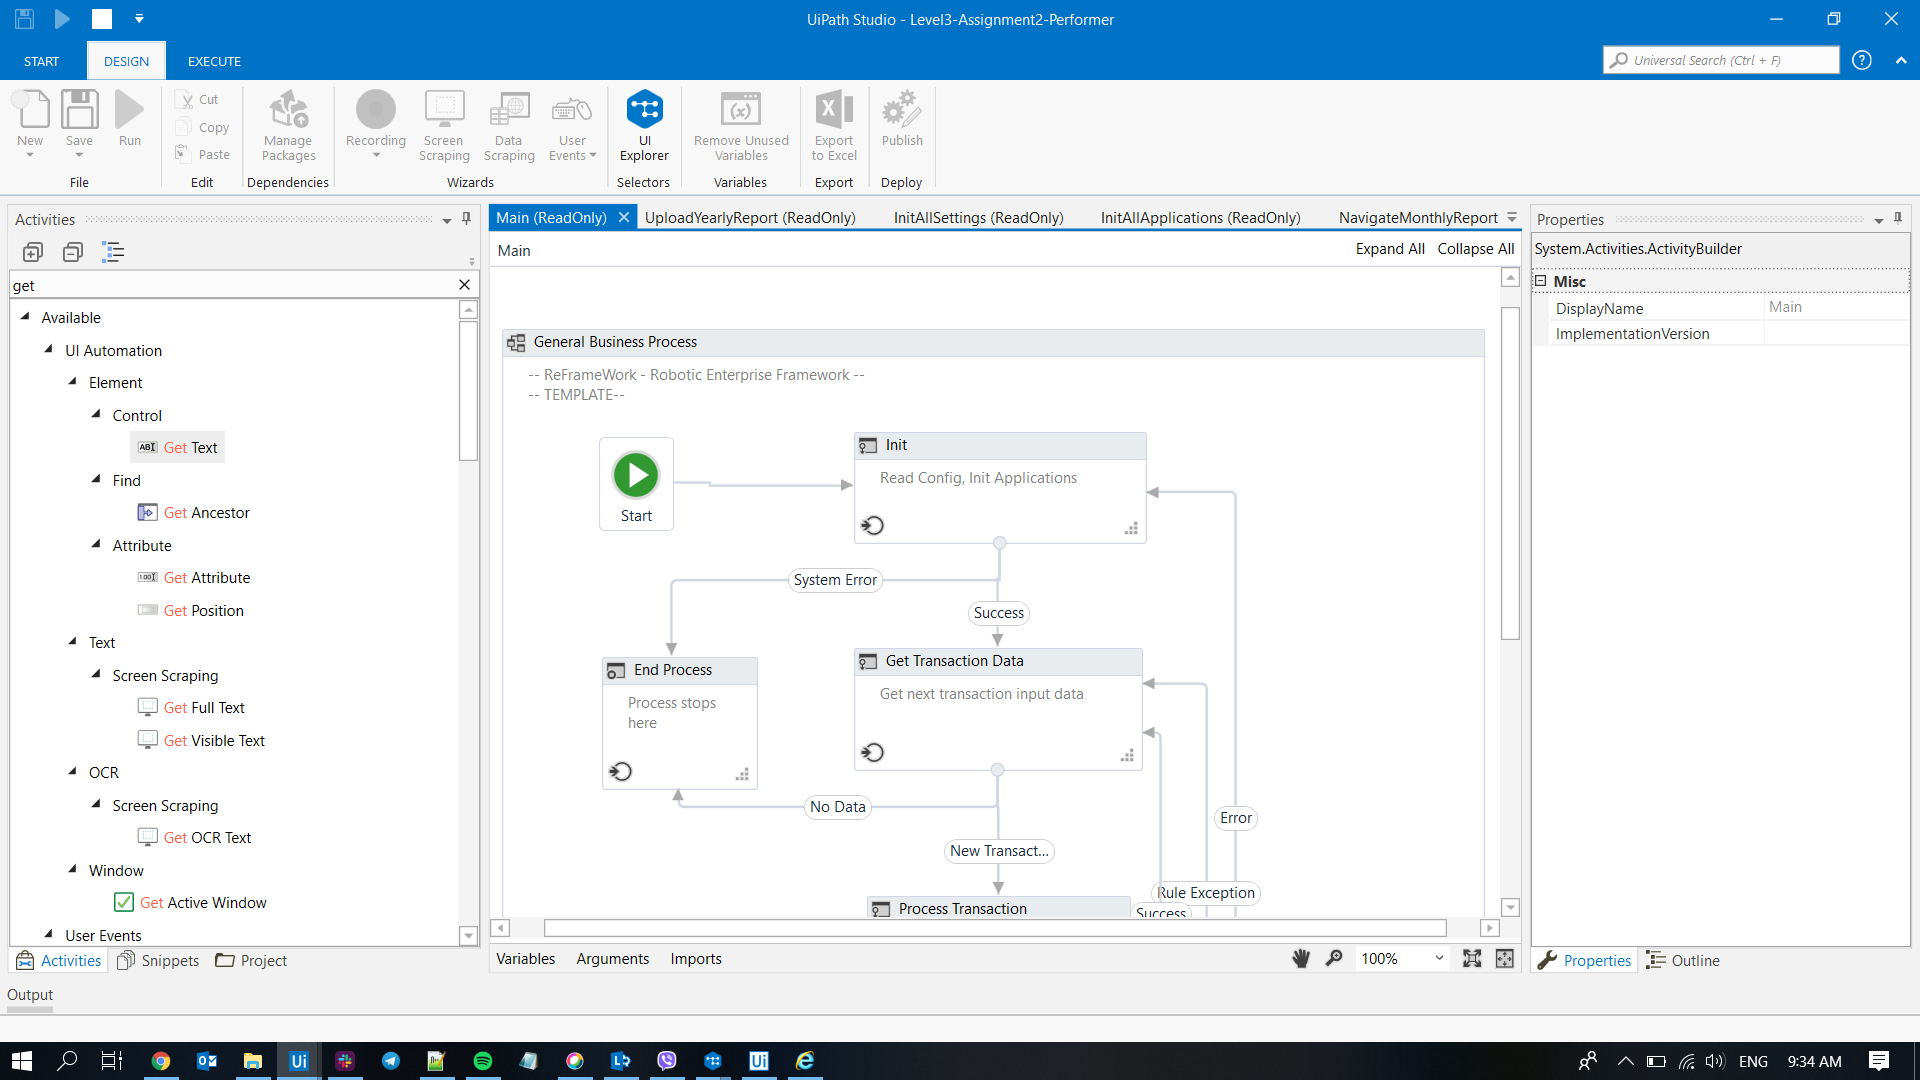 UiPath Studio - Level3-Assignment2-Performer
START
DESIGN
EXECUTE
Universal Search (Ctrl + F)
?
New
Save
Run
File
Cut
Copy
Paste
Edit
Manage
Packages
Dependencies
Recording
Screen
Scraping
Data
Scraping
User
Events
Wizards
UI
Explorer
Selectors
Remove Unused
Variables
Variables
Export
to Excel
Export
Publish
Deploy
Activities
get
Available
UI Automation
Element
Control
Get Text
Find
Get Ancestor
Attribute
Get Attribute
Get Position
Text
Screen Scraping
Get Full Text
Get Visible Text
OCR
Screen Scraping
Get OCR Text
Window
Get Active Window
User Events
Activities
Snippets
Project
Main (ReadOnly)
UploadYearlyReport (ReadOnly)
InitAllSettings (ReadOnly)
InitAllApplications (ReadOnly)
NavigateMonthlyReport
Main
Expand All
Collapse All
General Business Process
-- ReFrameWork - Robotic Enterprise Framework --
-- TEMPLATE--
Start
Init
Read Config, Init Applications
System Error
Success
End Process
Process stops
here
Get Transaction Data
Get next transaction input data
No Data
New Transact...
Error
Rule Exception
Success
Process Transaction
Variables
Arguments
Imports
100%
Properties
System.Activities.ActivityBuilder
Misc
DisplayName
Main
ImplementationVersion
Properties
Outline
Output
ENG
9:34 AM